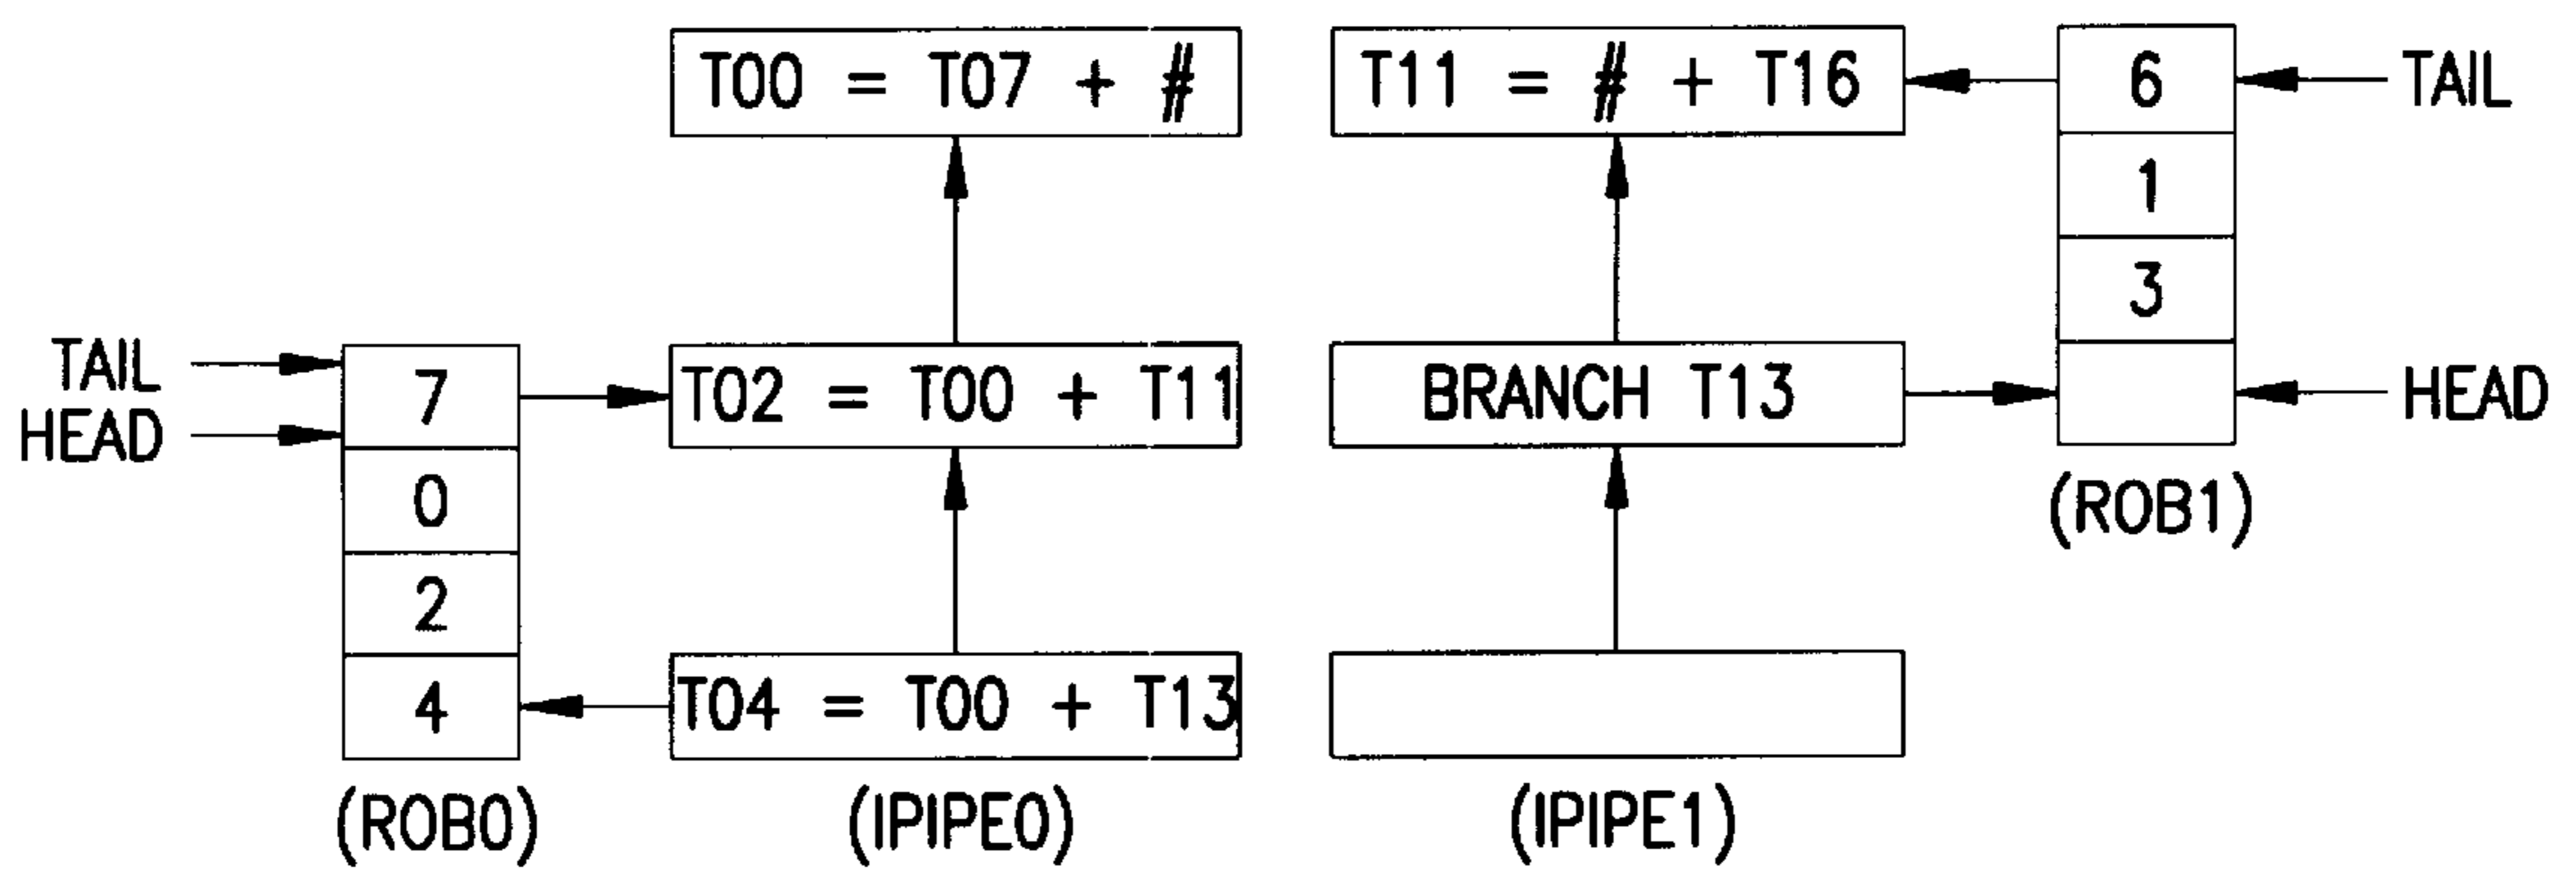 T00 = T07 + #
T11 = # + T16
6
TAIL
1
3
TAIL
HEAD
7
T02 = T00 + T11
BRANCH T13
HEAD
0
(ROB1)
2
4
T04 = T00 + T13
(ROB0)
(IPIPE0)
(IPIPE1)